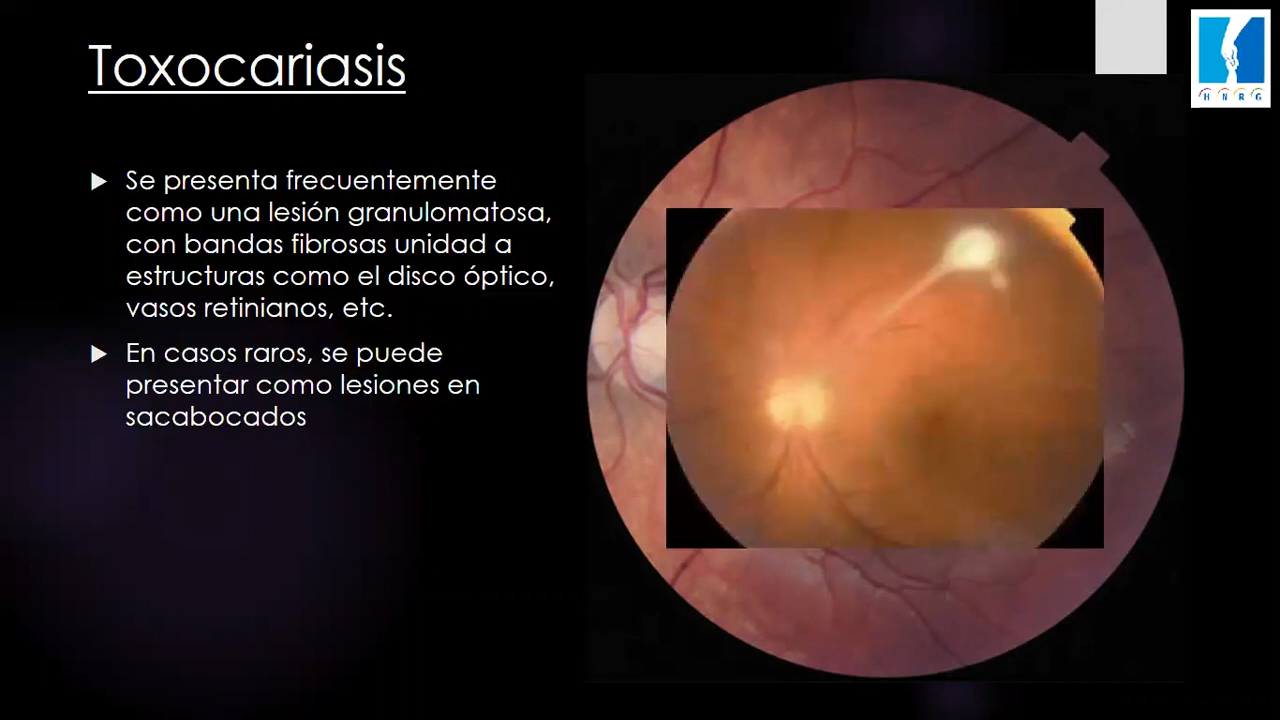 Toxocariasis
HNRG
Se presenta frecuentemente
como una lesión granulomatosa,
con bandas fibrosas unidad a
estructuras como el disco óptico,
vasos retinianos, etc.
En casos raros, se puede
presentar como lesiones en
sacabocados